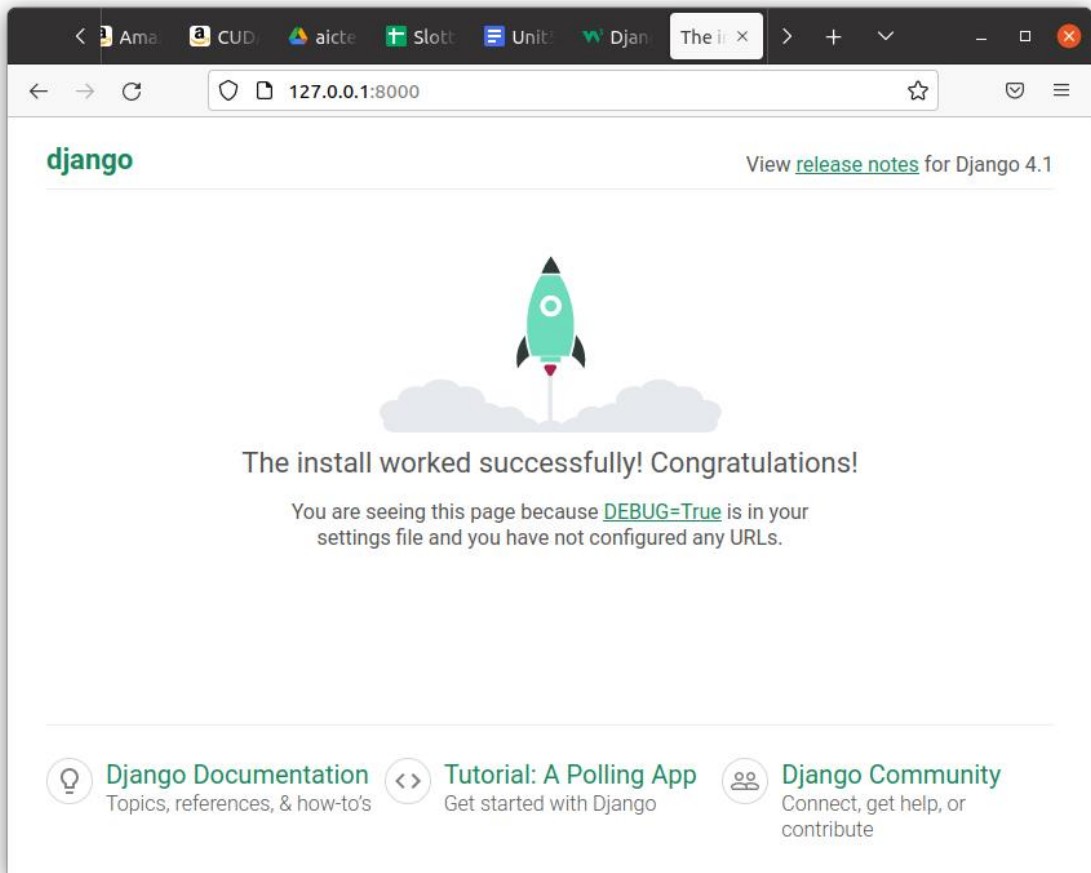 Ama
CUD
aicte
Slott
Unit
Djan
The i
127.0.0.1:8000
django
View release notes for Django 4.1
The install worked successfully! Congratulations!
You are seeing this page because DEBUG=True is in your
settings file and you have not configured any URLs.
Django Documentation
Topics, references, & how-to's
Tutorial: A Polling App
Get started with Django
Django Community
Connect, get help, or
contribute